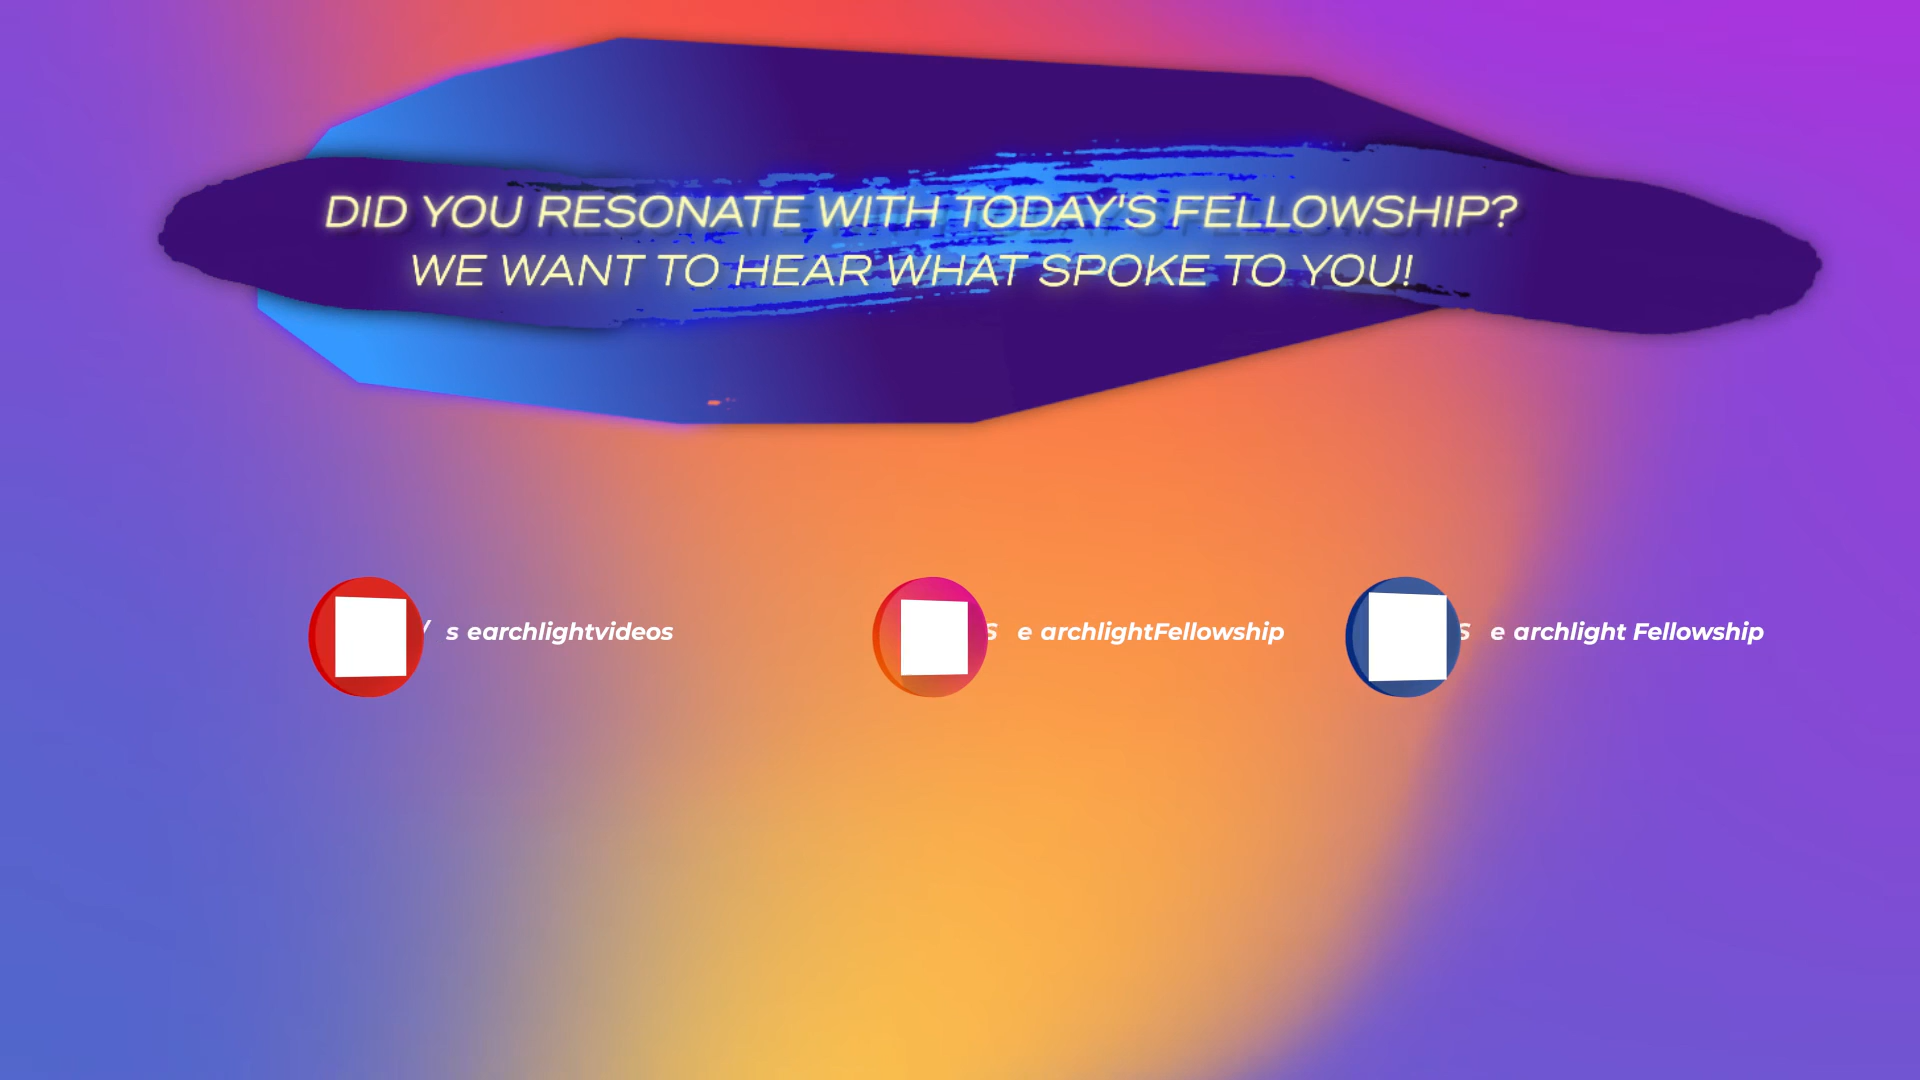 DID YOU RESONATE WITH TODAY'S FELLOWSHIP?
WE WANT TO HEAR WHAT SPOKE TO YOU!
/ s earchlightvideos
S e archlightFellowship
S e archlight Fellowship